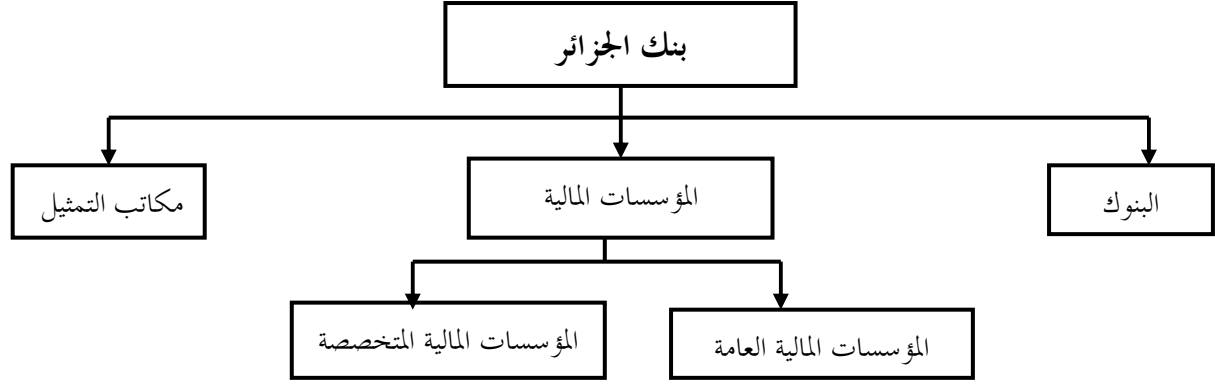 بنك الجزائر
البنوك
المؤسسات المالية
مكاتب التمثيل
المؤسسات المالية العامة
المؤسسات المالية المتخصصة